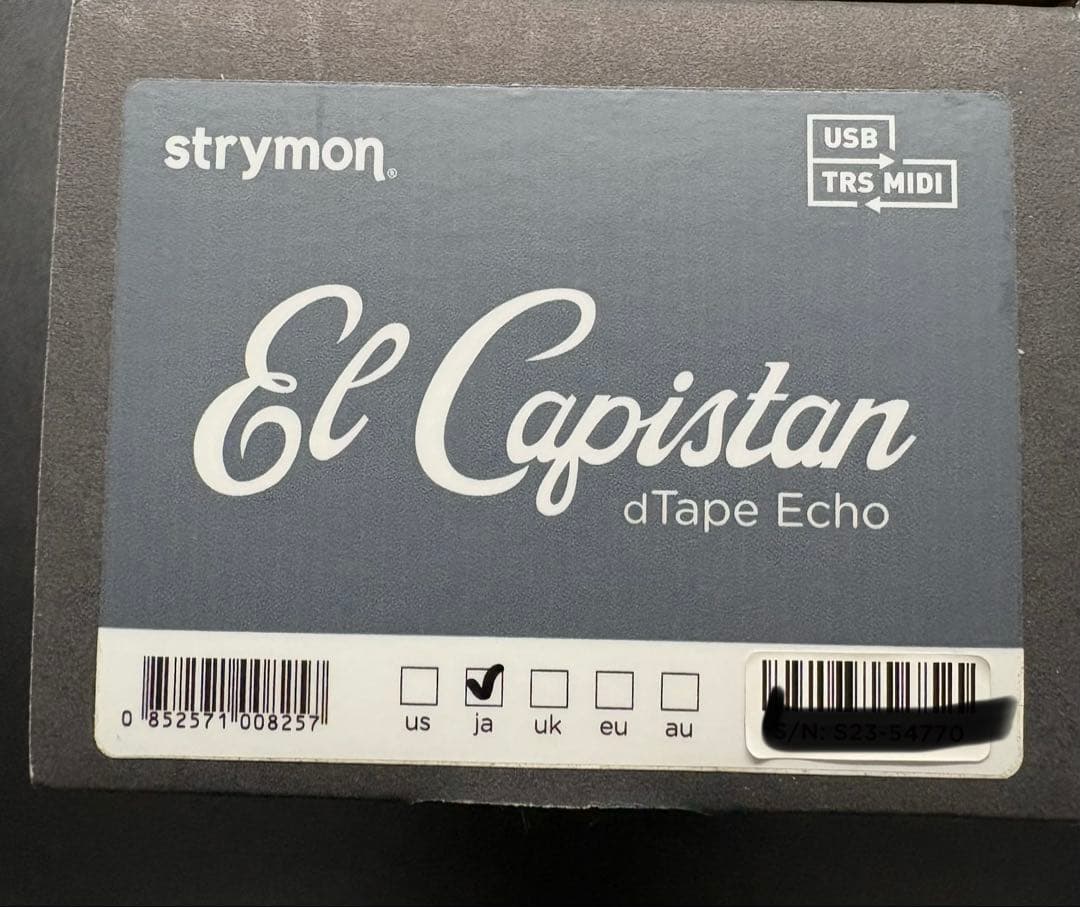 strymon®
USB
TRS MIDI
El Capistan
dTape Echo
0 852571 008257
us ja uk eu au
S/N: S23-54770